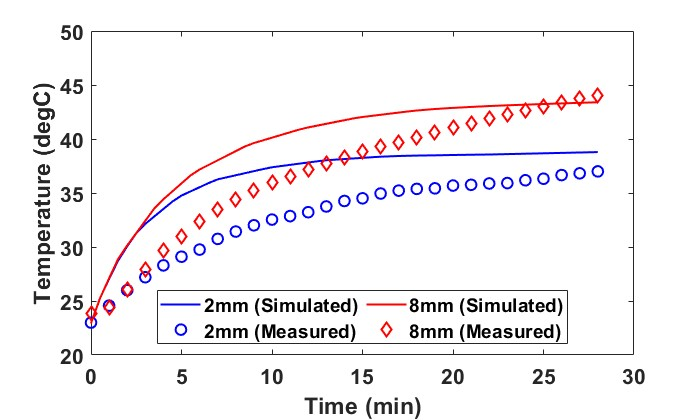 50
45
40
35
30
25
20
Temperature (degC)
2mm (Simulated) 8mm (Simulated)
2mm (Measured) 8mm (Measured)
0 5 10 15 20 25 30
Time (min)